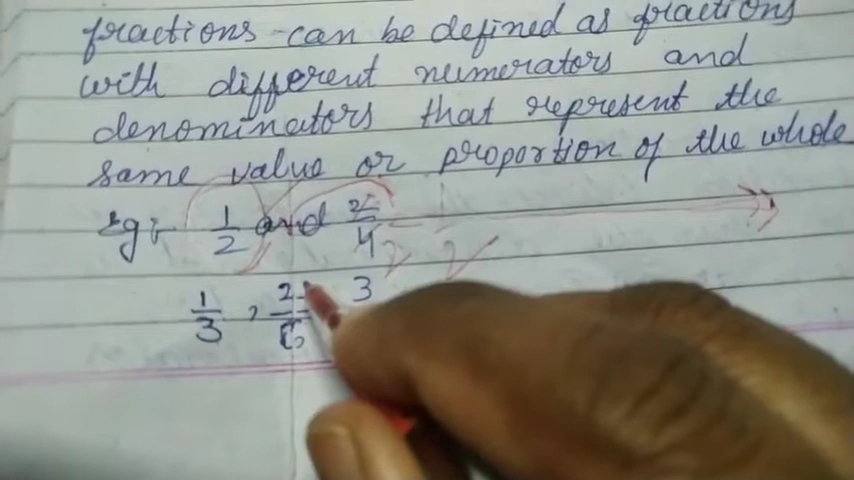 fractions can be defined as fractions
with different numerators and
denominators that represent the
same value or proportion of the whole
eg:- 1/2 and 2/4
1/3 , 2/6 3